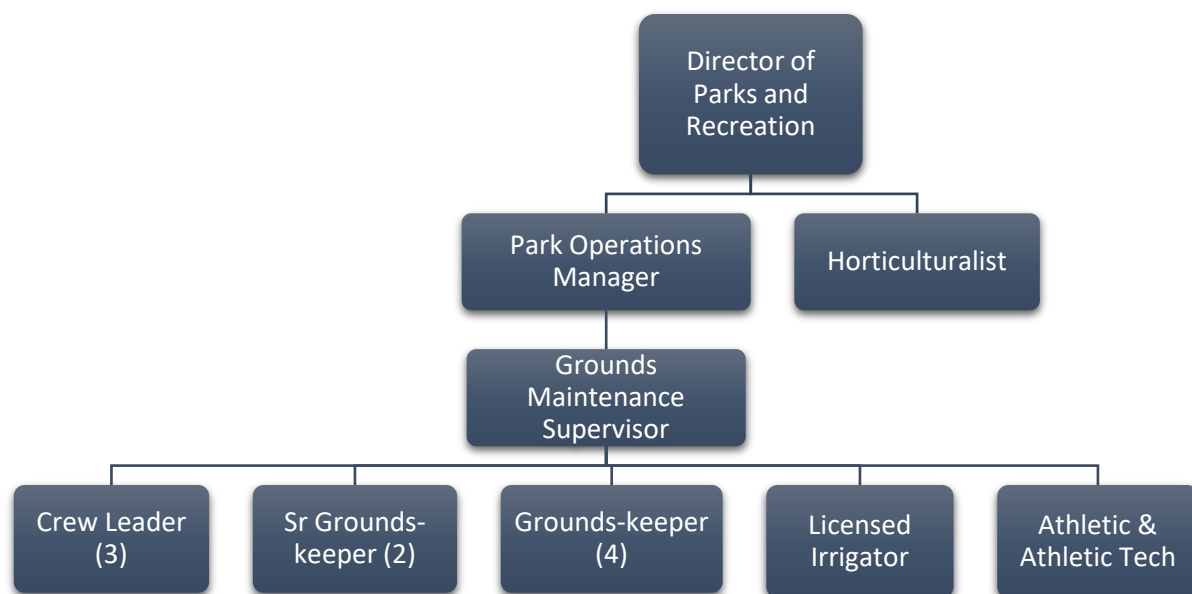 Director of
Parks and
Recreation
Park Operations
Manager
Horticulturalist
Grounds
Maintenance
Supervisor
Crew Leader
(3)
Sr Grounds-
keeper (2)
Grounds-keeper
(4)
Licensed
Irrigator
Athletic &
Athletic Tech